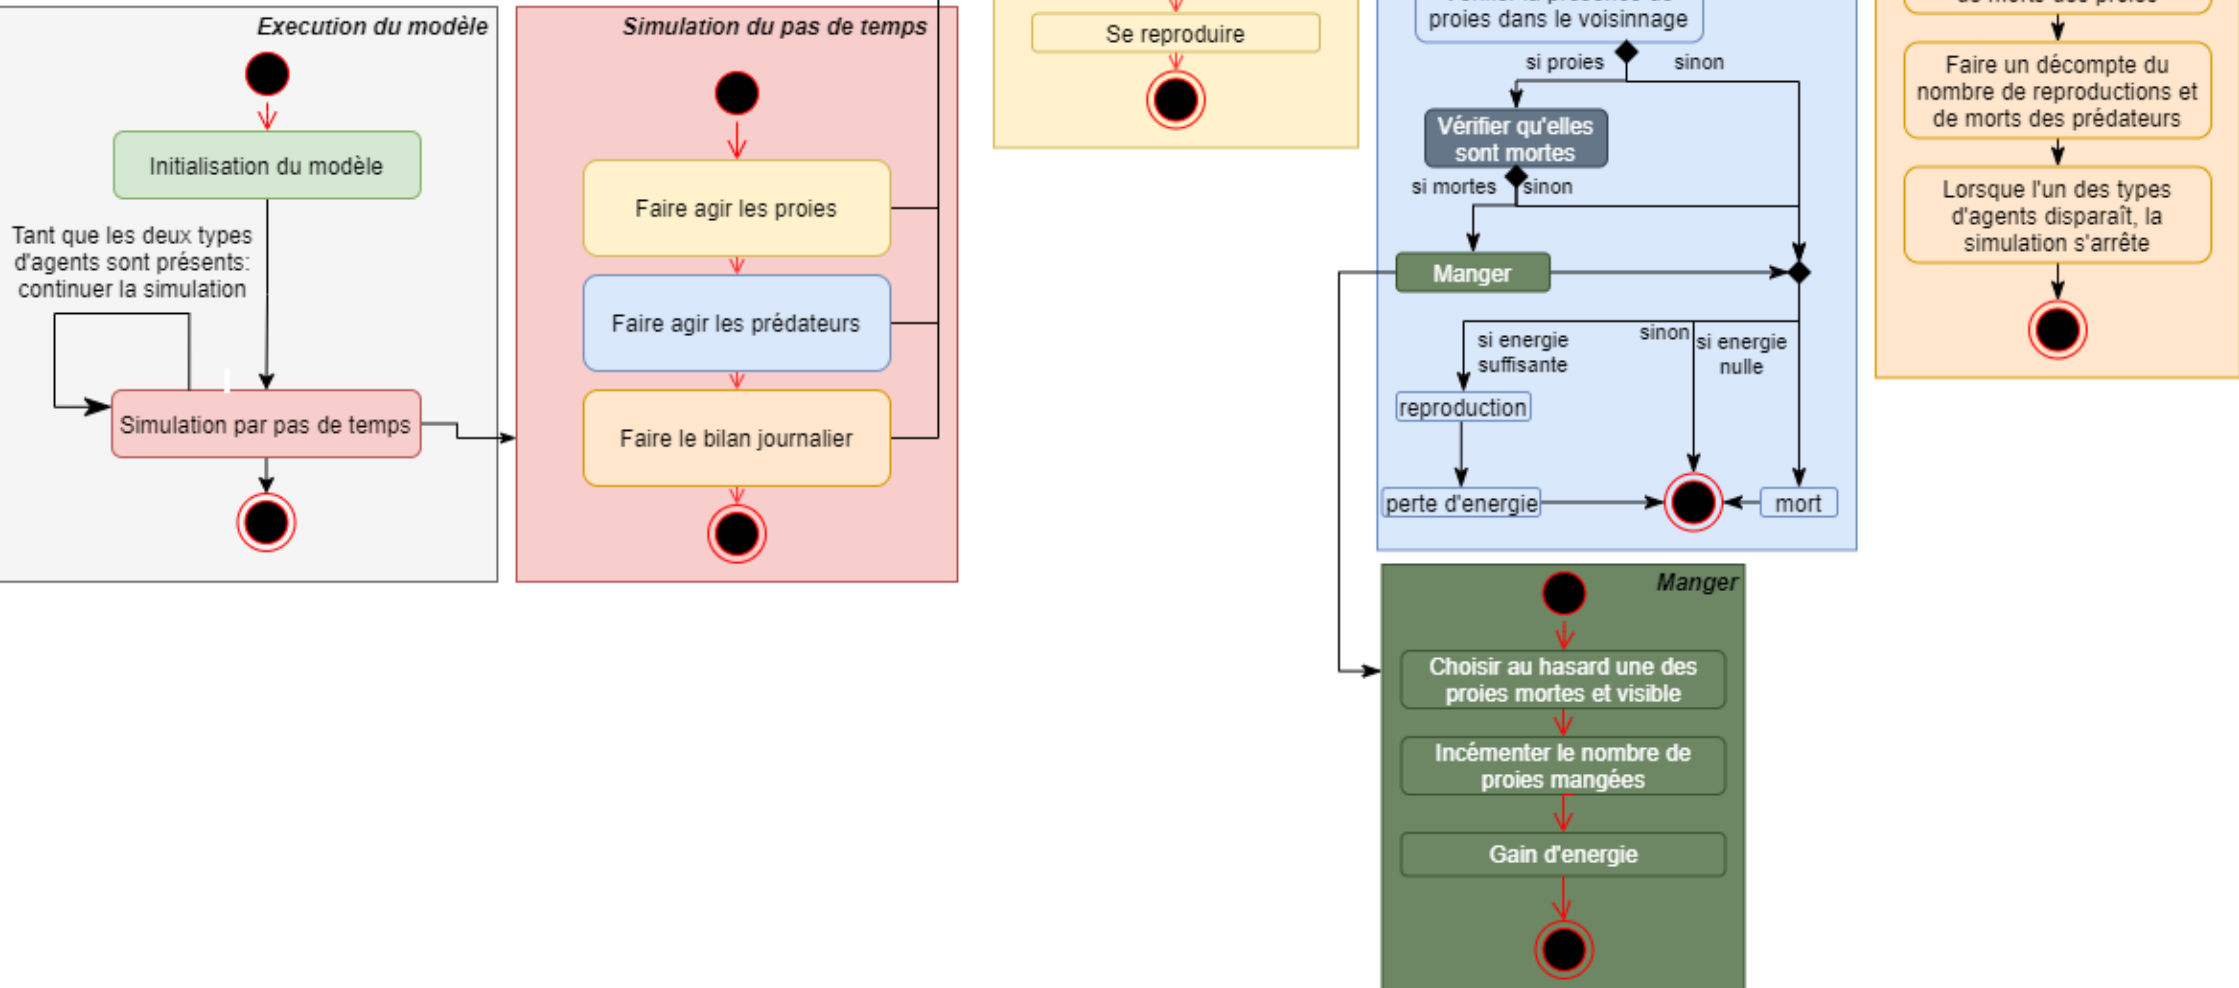 Execution du modèle
Initialisation du modèle
Tant que les deux types
d'agents sont présents:
continuer la simulation
Simulation par pas de temps
Simulation du pas de temps
Faire agir les proies
Faire agir les prédateurs
Faire le bilan journalier
Se reproduire
proies dans le voisinnage
si proies
sinon
Vérifier qu'elles
sont mortes
si mortes
sinon
Manger
si energie
suffisante
sinon
si energie
nulle
reproduction
perte d'energie
mort
Manger
Choisir au hasard une des
proies mortes et visible
Incémenter le nombre de
proies mangées
Gain d'energie
de morts des proies
Faire un décompte du
nombre de reproductions et
de morts des prédateurs
Lorsque l'un des types
d'agents disparaît, la
simulation s'arrête